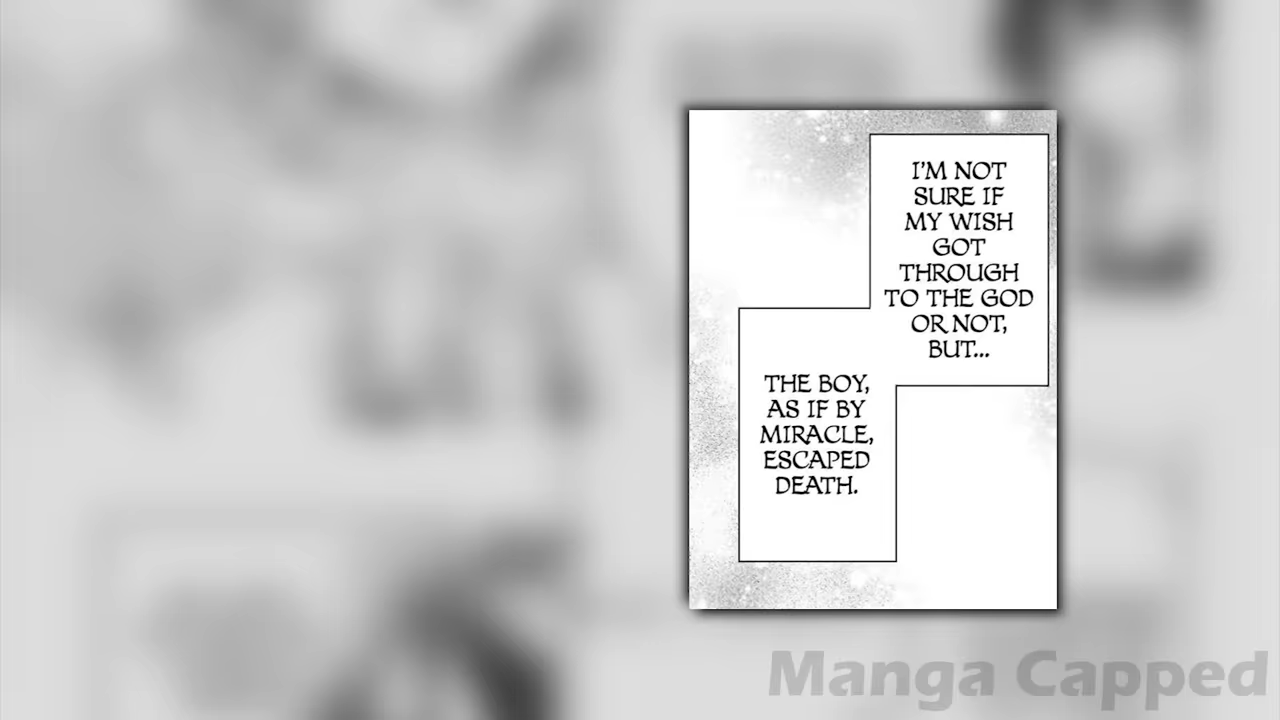 I'M NOT
SURE IF
MY WISH
GOT
THROUGH
TO THE GOD
OR NOT,
BUT...
THE BOY,
AS IF BY
MIRACLE,
ESCAPED
DEATH.
Manga Capped